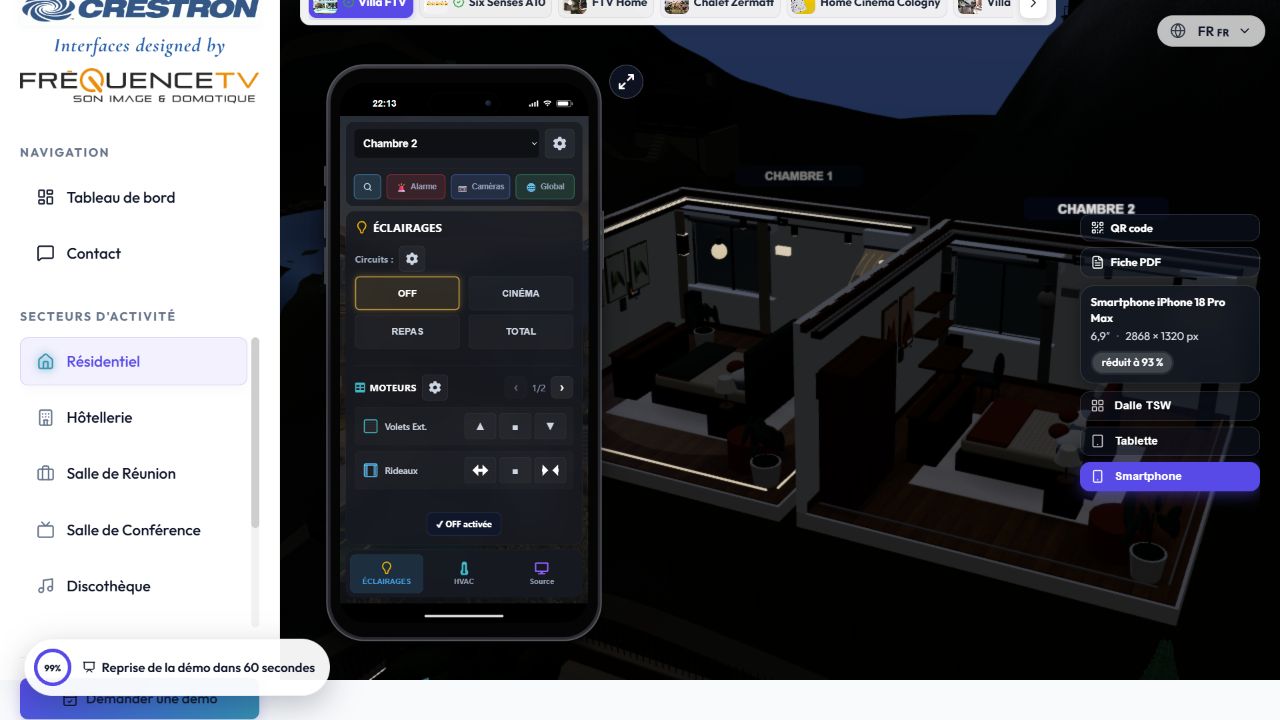 CRESTRON
Interfaces designed by
FRÉQUENCETV
SON IMAGE & DOMOTIQUE
NAVIGATION
Tableau de bord
Contact
SECTEURS D'ACTIVITÉ
Résidentiel
Hôtellerie
Salle de Réunion
Salle de Conférence
Discothèque
99%
Reprise de la démo dans 60 secondes
Demander une démo
Villa FTV
Six Senses A10
FTV Home
Chalet Zermatt
Home Cinéma Cologny
Villa
FR FR
22:13
Chambre 2
Alarme
Caméras
Global
ÉCLAIRAGES
Circuits :
OFF
CINÉMA
REPAS
TOTAL
MOTEURS
1/2
Volets Ext.
Rideaux
✓ OFF activée
ÉCLAIRAGES
HVAC
Source
CHAMBRE 1
CHAMBRE 2
QR code
Fiche PDF
Smartphone iPhone 18 Pro
Max
6,9" · 2868 × 1320 px
réduit à 93 %
Dalle TSW
Tablette
Smartphone